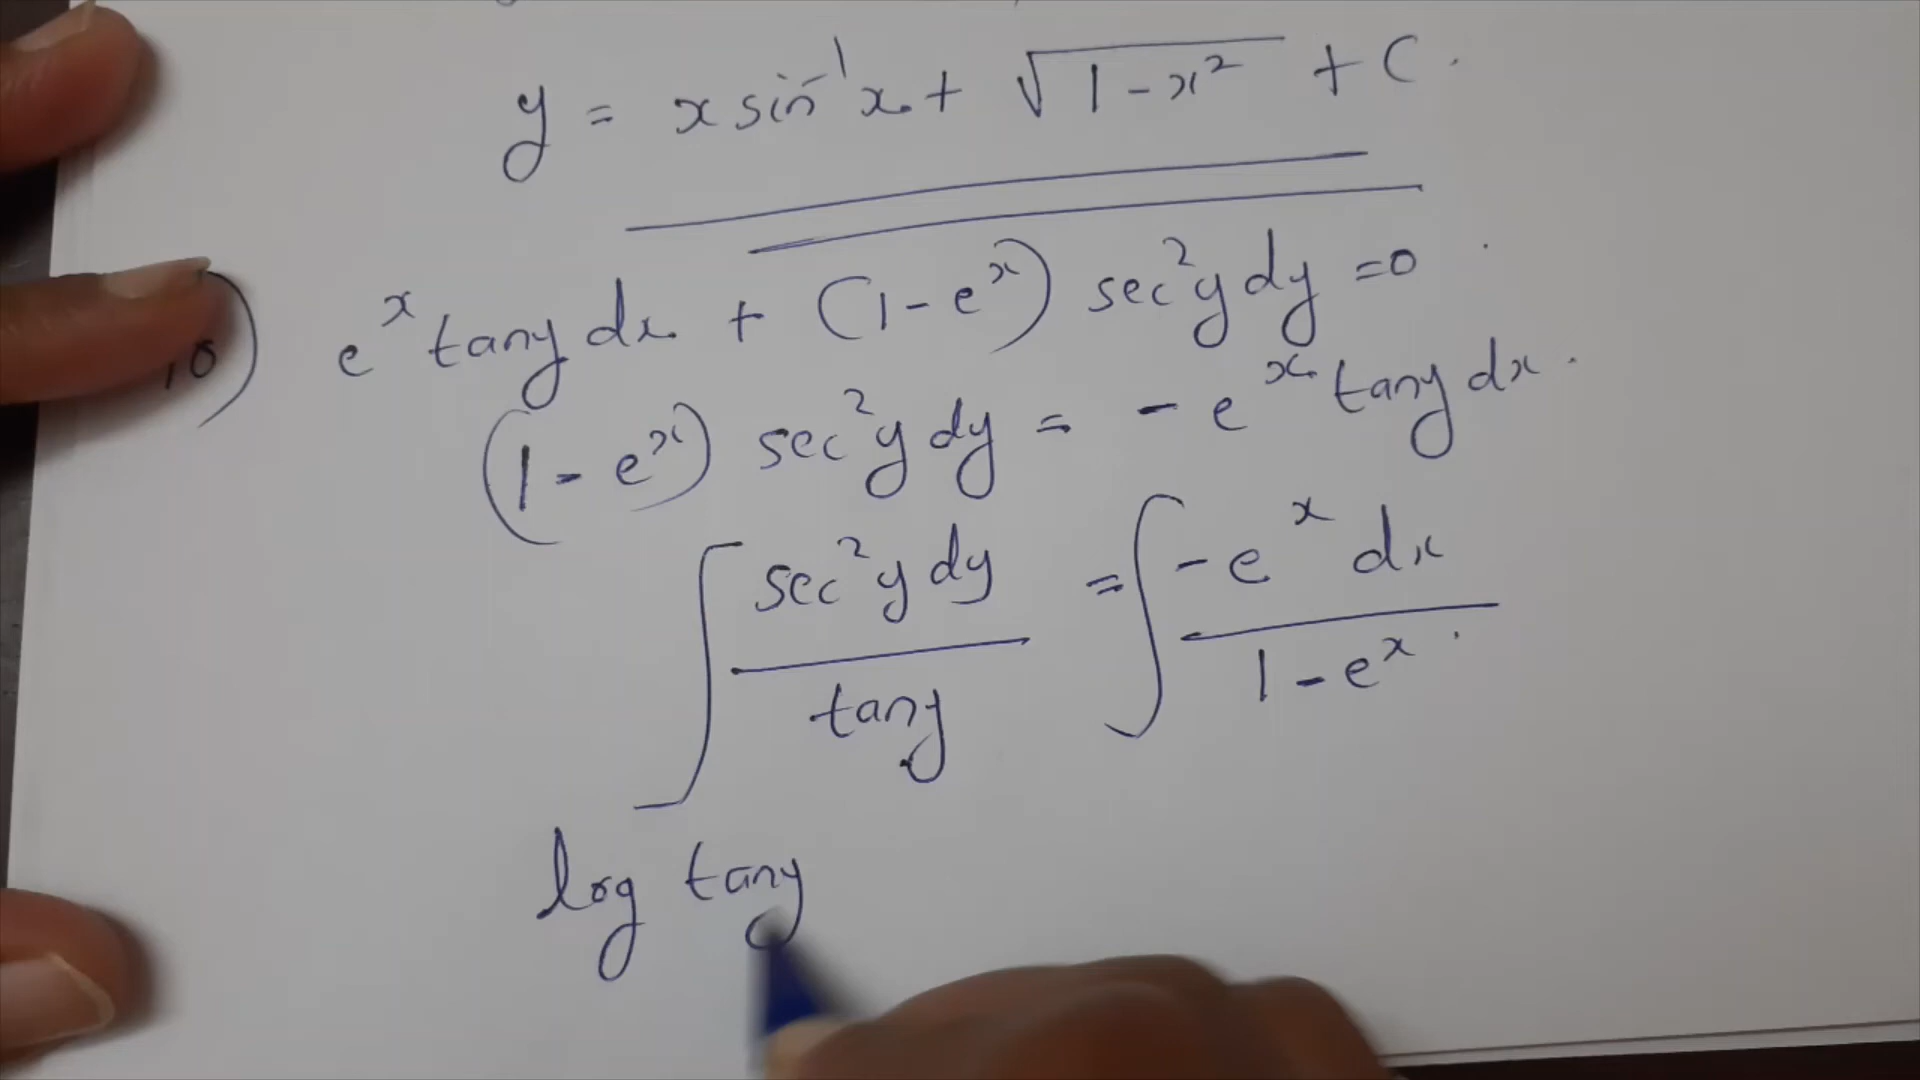 y = x sin⁻¹x + √(1-x²) + C.
10) eˣ tany dx + (1-eˣ) sec²y dy = 0
(1-eˣ) sec²y dy = -eˣ tany dx.
∫ sec²y dy / tany = ∫ -eˣ dx / 1-eˣ
log tany